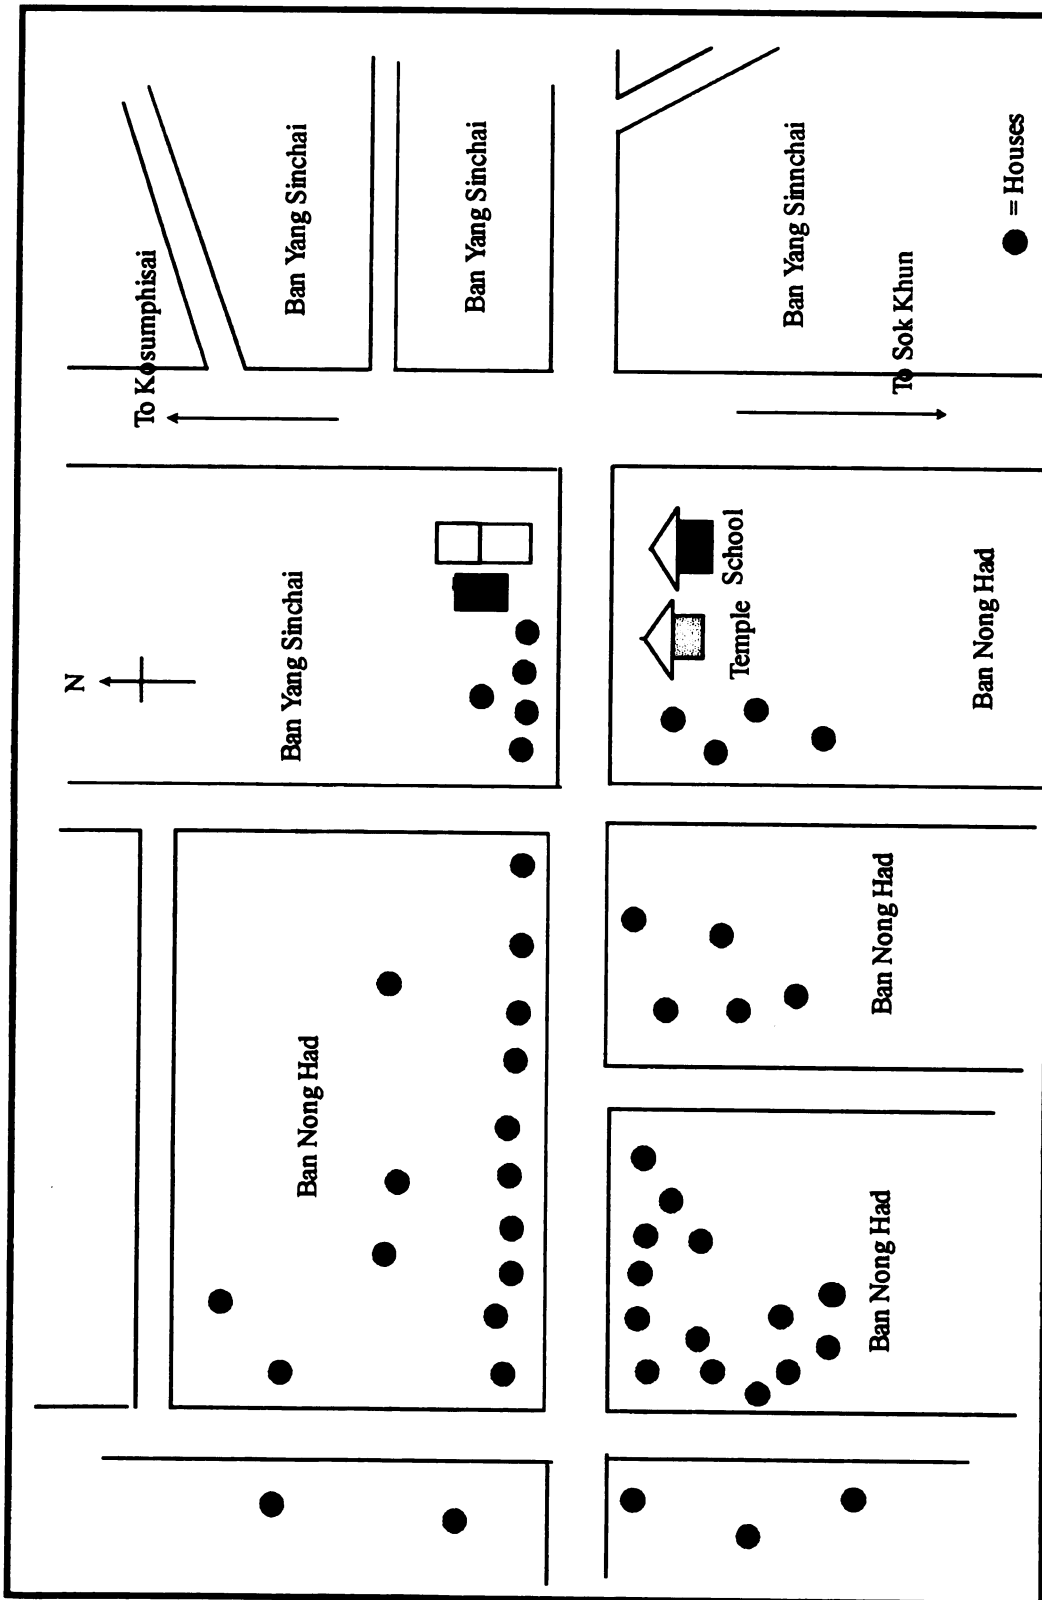 To Kosumphisai
Ban Yang Sinchai
Ban Yang Sinchai
Ban Yang Sinnchai
To Sok Khun
= Houses
N
Ban Yang Sinchai
Temple
School
Ban Nong Had
Ban Nong Had
Ban Nong Had
Ban Nong Had